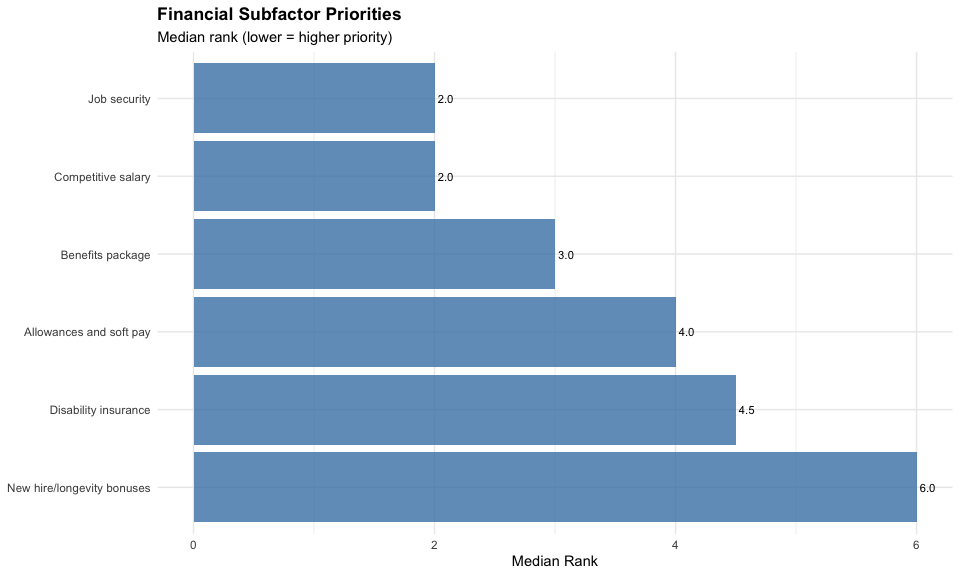 Financial Subfactor Priorities
Median rank (lower = higher priority)
Job security
2.0
Competitive salary
2.0
Benefits package
3.0
Allowances and soft pay
4.0
Disability insurance
4.5
New hire/longevity bonuses
6.0
0 2 4 6
Median Rank